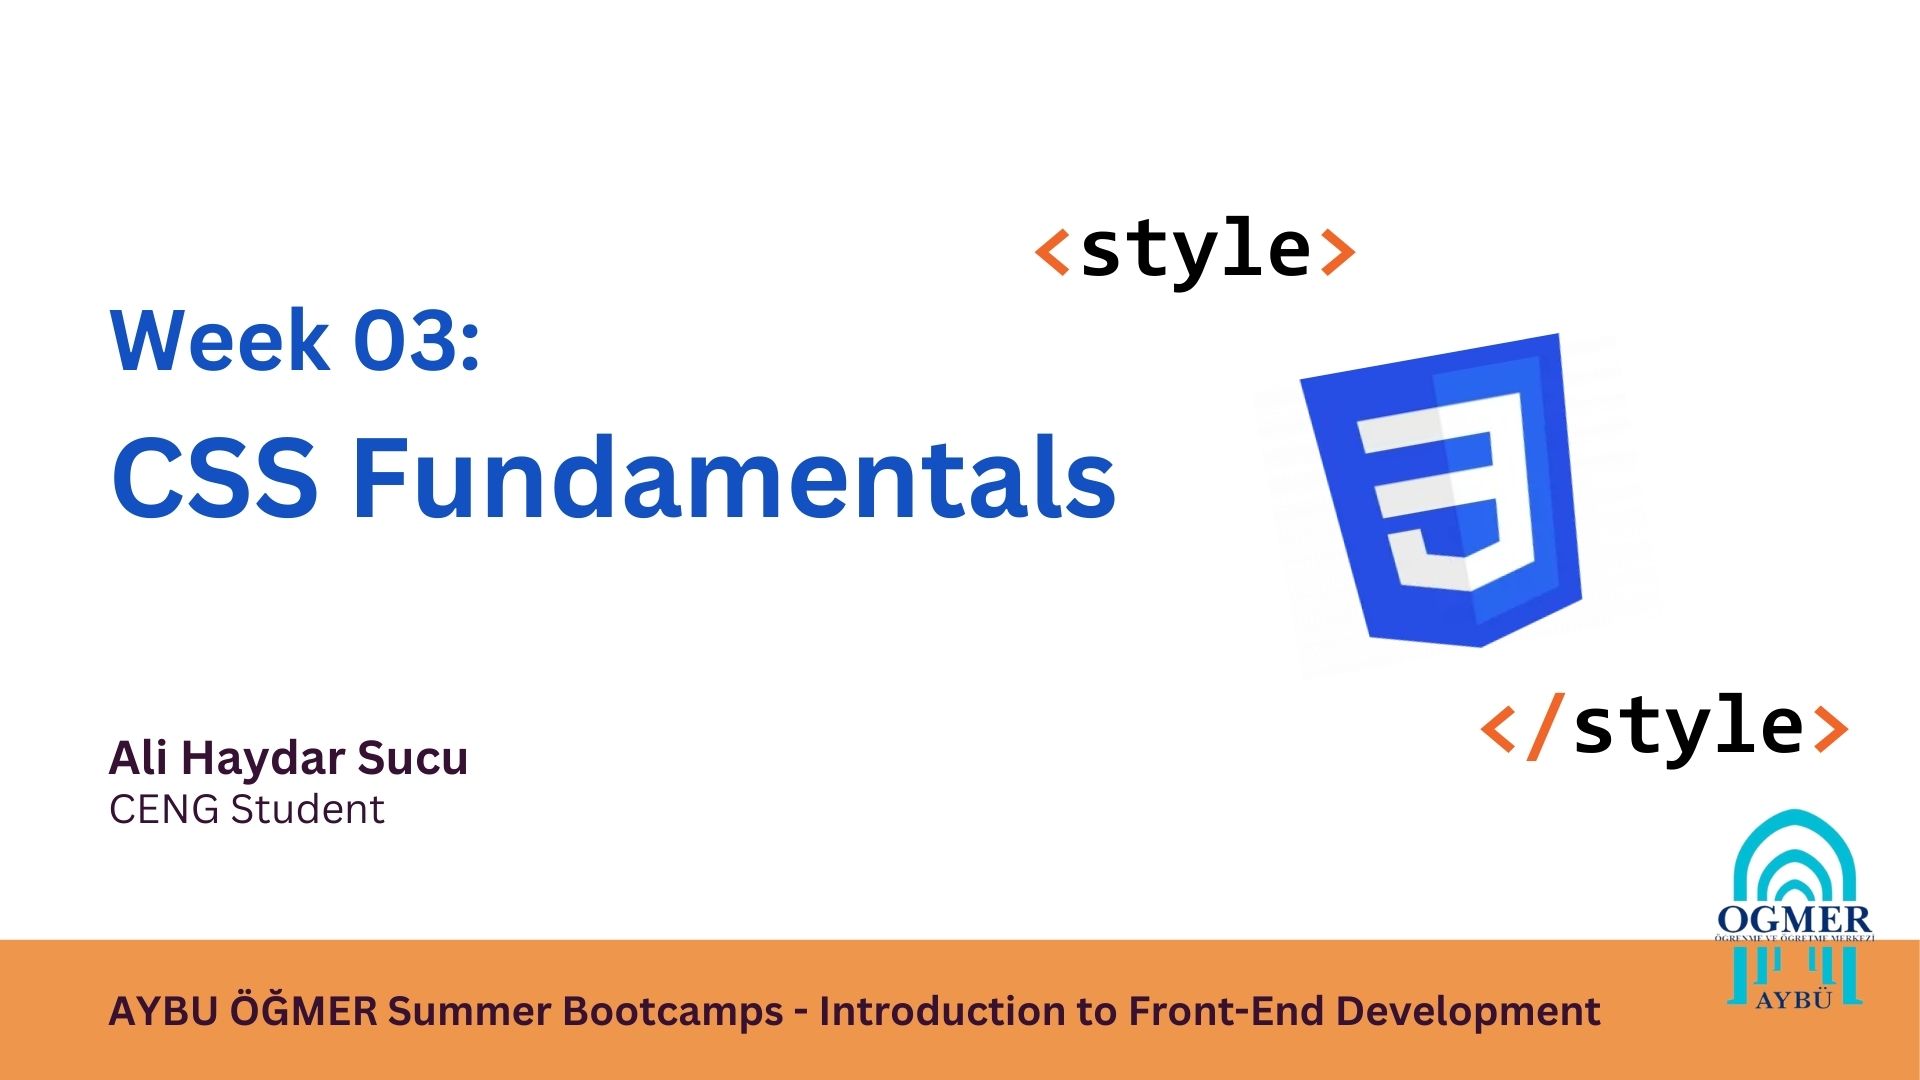 <style>
Week 03:
CSS Fundamentals
</style>
Ali Haydar Sucu
CENG Student
OGMER
ÖĞRENME VE ÖĞRETME MERKEZİ
AYBÜ
AYBU ÖĞMER Summer Bootcamps - Introduction to Front-End Development